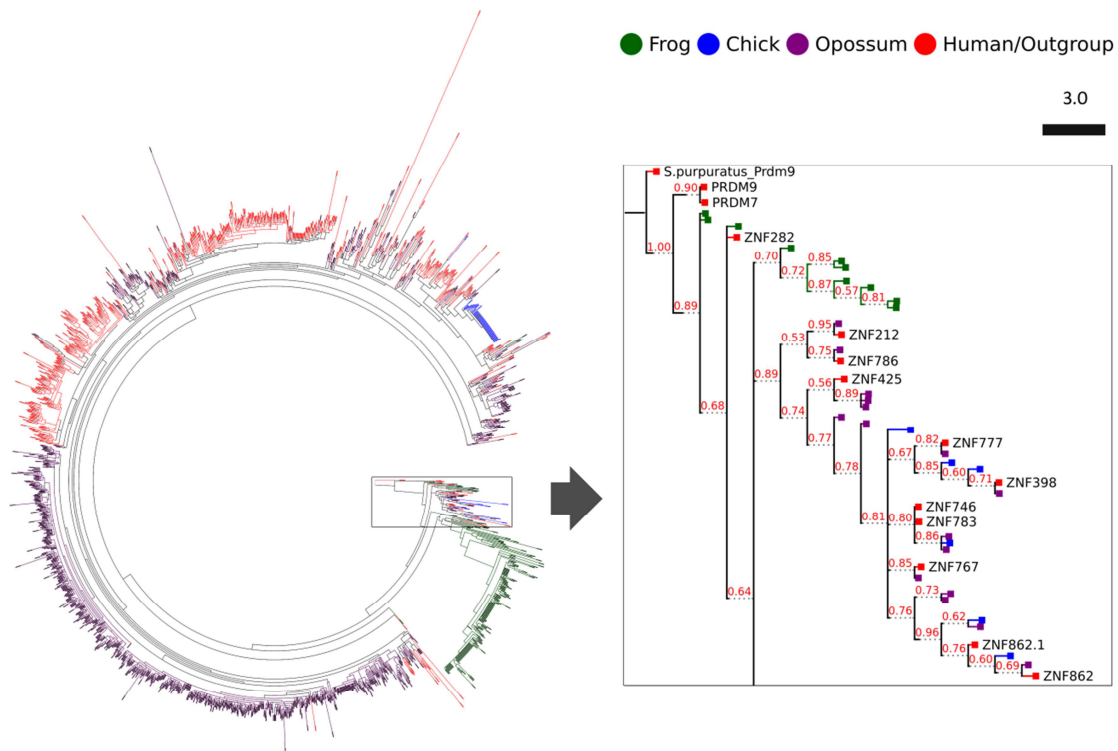 Frog Chick Opossum Human/Outgroup
3.0
S.purpuratus_Prdm9
0.90 PRDM9
PRDM7
1.00
ZNF282
0.70
0.85
0.72
0.87 0.57 0.81
0.89
0.95
0.53 ZNF212
0.75
ZNF786
0.89
0.56 ZNF425
0.89
0.68 0.74
0.77
0.82 ZNF777
0.67
0.78 0.85 0.60 0.71
ZNF398
ZNF746
0.81 0.80 ZNF783
0.86
0.85 ZNF767
0.64
0.73
0.76
0.62
0.96
0.76 ZNF862.1
0.60 0.69
ZNF862